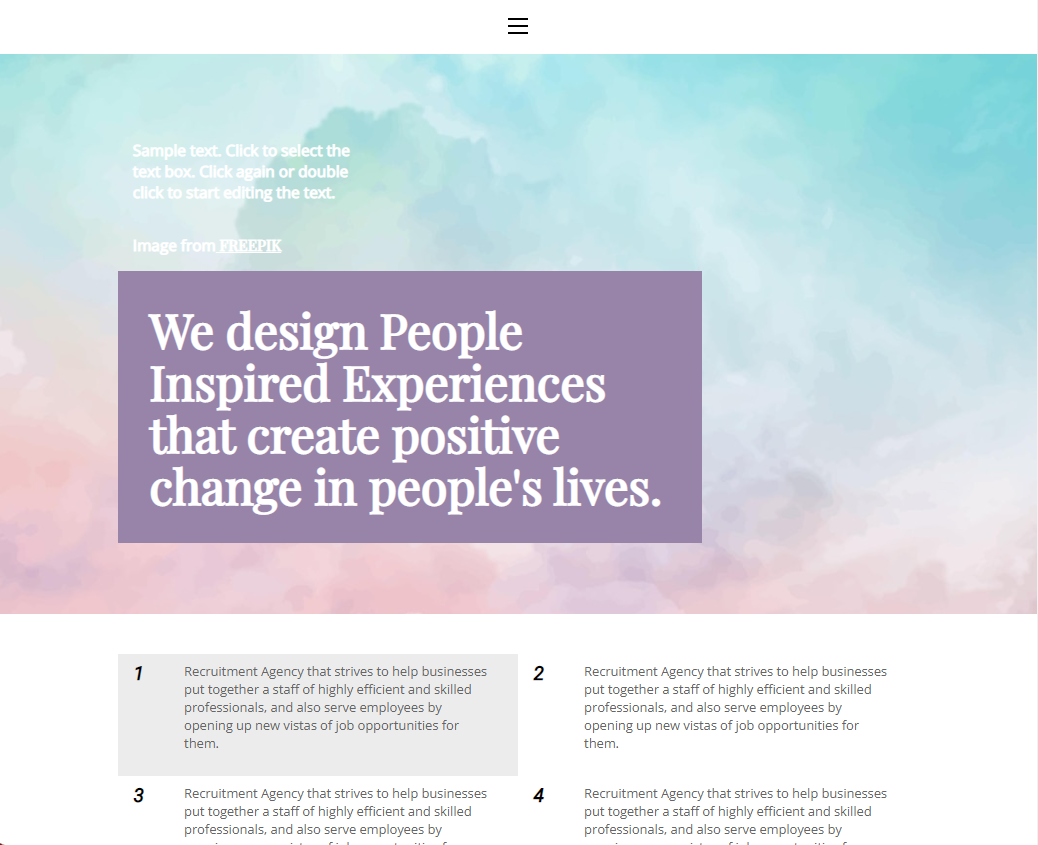 Sample text. Click to select the
text box. Click again or double
click to start editing the text.
Image from FREEPIK
We design People
Inspired Experiences
that create positive
change in people's lives.
1
Recruitment Agency that strives to help businesses
put together a staff of highly efficient and skilled
professionals, and also serve employees by
opening up new vistas of job opportunities for
them.
2
Recruitment Agency that strives to help businesses
put together a staff of highly efficient and skilled
professionals, and also serve employees by
opening up new vistas of job opportunities for
them.
3
Recruitment Agency that strives to help businesses
put together a staff of highly efficient and skilled
professionals, and also serve employees by
4
Recruitment Agency that strives to help businesses
put together a staff of highly efficient and skilled
professionals, and also serve employees by